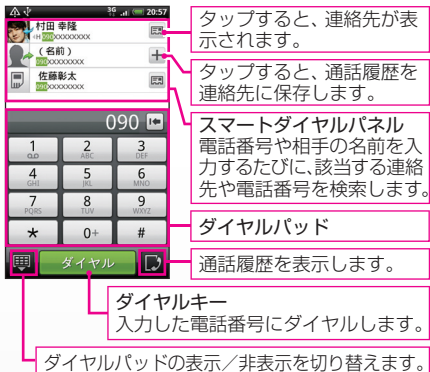 3G 20:57
村田 幸隆
<H 090xxxxxxxx
(名前)
090xxxxxxxx
佐藤彰太
090xxxxxxxx
090
1
2 ABC
3 DEF
4 GHI
5 JKL
6 MNO
7 PQRS
8 TUV
9 WXYZ
*
0+
#
ダイヤル
タップすると、連絡先が表
示されます。
タップすると、通話履歴を
連絡先に保存します。
スマートダイヤルパネル
電話番号や相手の名前を入
力するたびに、該当する連絡
先や電話番号を検索します。
ダイヤルパッド
通話履歴を表示します。
ダイヤルキー
入力した電話番号にダイヤルします。
ダイヤルパッドの表示／非表示を切り替えます。